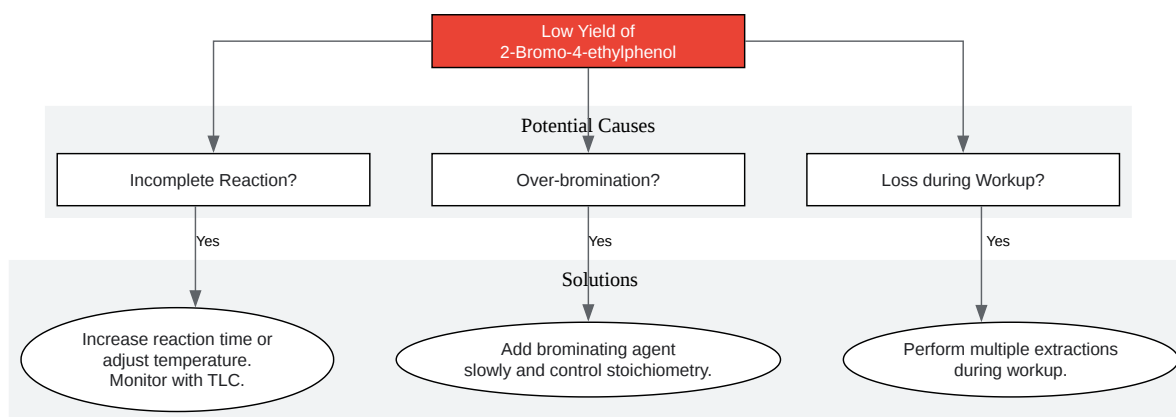 Low Yield of
2-Bromo-4-ethylphenol
Potential Causes
Incomplete Reaction?
Over-bromination?
Loss during Workup?
Yes
Yes
Yes
Solutions
Increase reaction time or
adjust temperature.
Monitor with TLC.
Add brominating agent
slowly and control stoichiometry.
Perform multiple extractions
during workup.